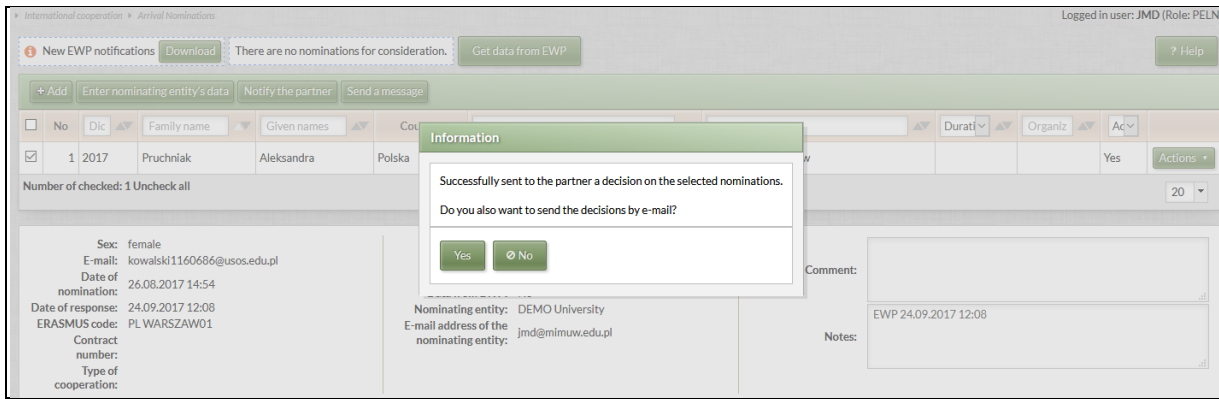 International cooperation ▸ Arrival Nominations
Logged in user: JMD (Role: PELN
New EWP notifications Download There are no nominations for consideration. Get data from EWP ? Help
+ Add Enter nominating entity's data Notify the partner Send a message
No Dic Family name Given names Cou Durati Organiz Ac
1 2017 Pruchniak Aleksandra Polska w Yes Actions
Number of checked: 1 Uncheck all 20
Information
Successfully sent to the partner a decision on the selected nominations.
Do you also want to send the decisions by e-mail?
Yes No
Sex: female
E-mail: kowalski1160686@usos.edu.pl
Date of
nomination: 26.08.2017 14:54
Date of response: 24.09.2017 12:08
ERASMUS code: PL WARSZAW01
Contract
number:
Type of
cooperation:
Nominating entity: DEMO University
E-mail address of the
nominating entity: jmd@mimuw.edu.pl
Comment:
Notes: EWP 24.09.2017 12:08